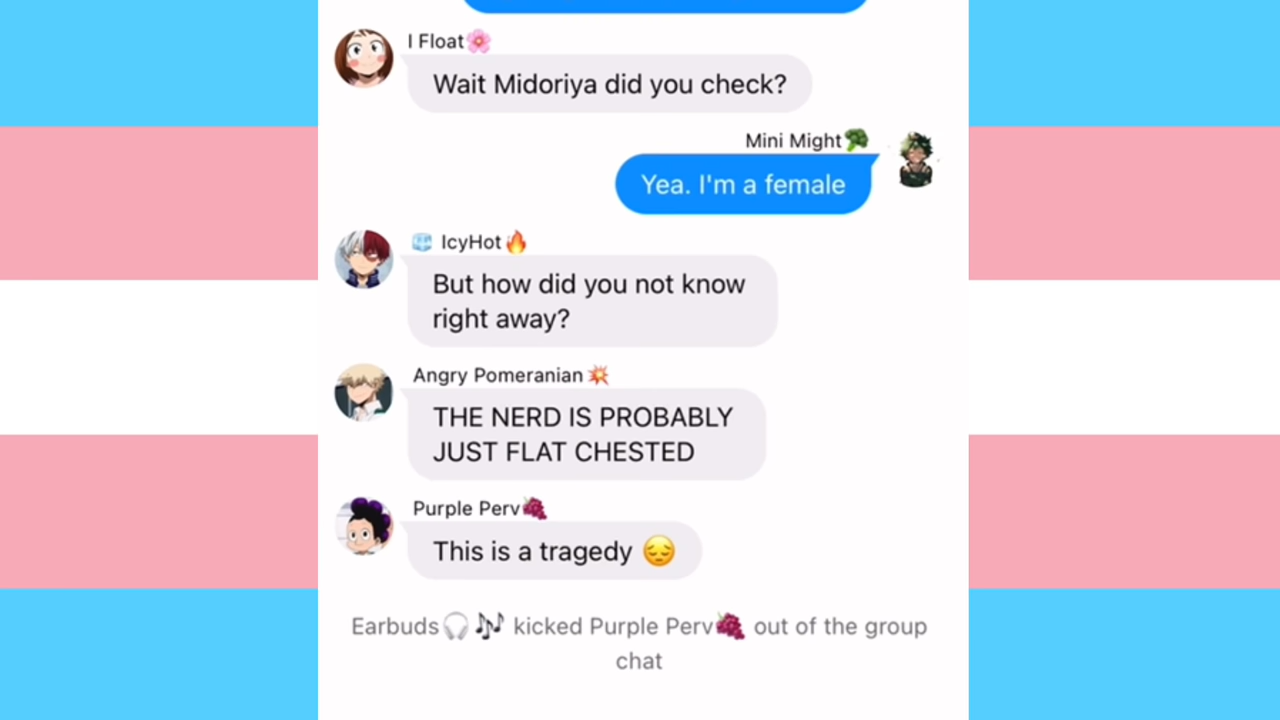 I Float🌸
Wait Midoriya did you check?
Mini Might🥦
Yea. I'm a female
🧊 IcyHot🔥
But how did you not know
right away?
Angry Pomeranian💥
THE NERD IS PROBABLY
JUST FLAT CHESTED
Purple Perv🍇
This is a tragedy 😔
Earbuds🎧🎶 kicked Purple Perv🍇 out of the group
chat